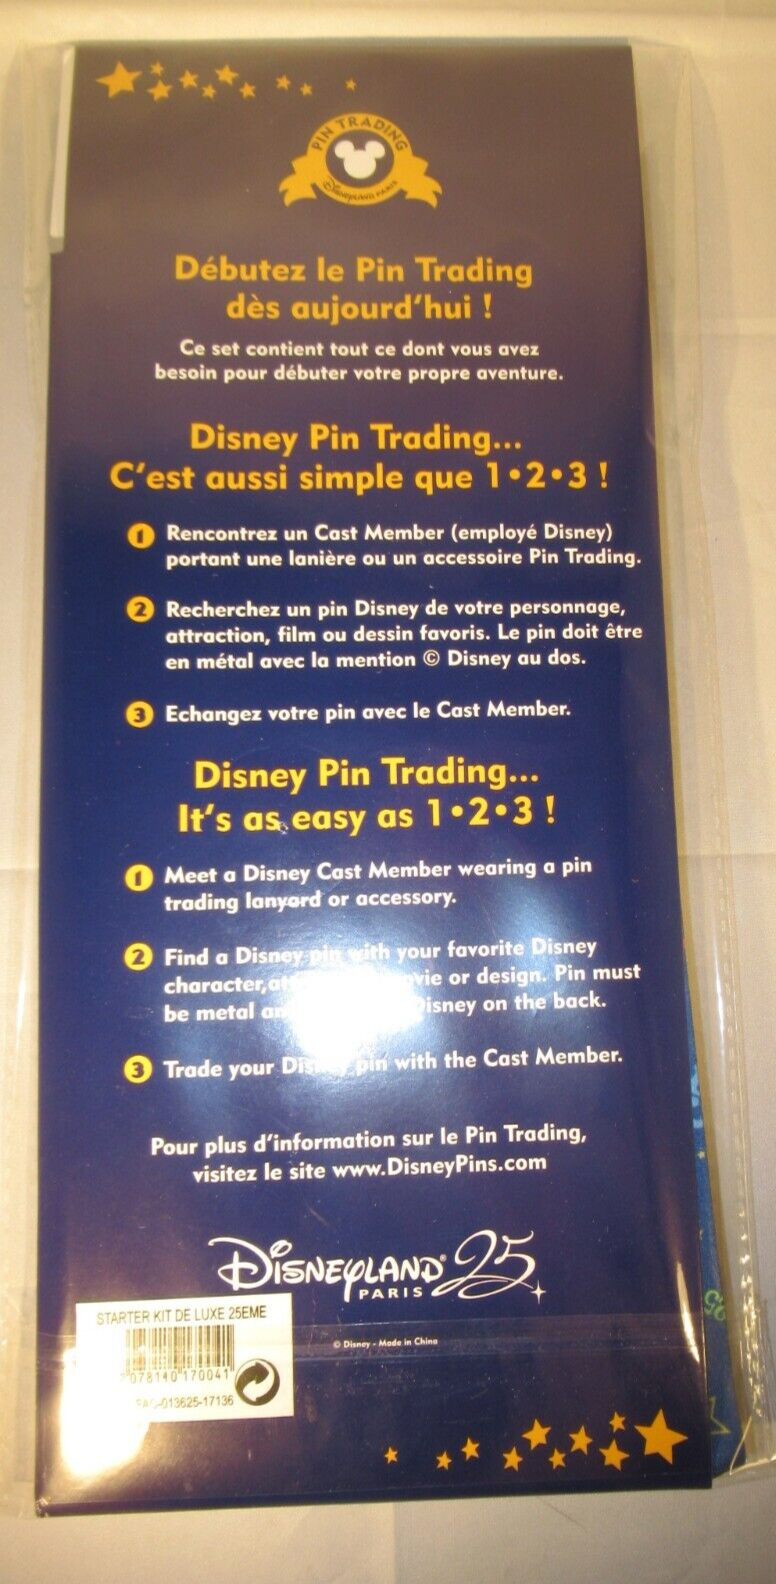 PIN TRADING
DISNEYLAND PARIS
Débutez le Pin Trading
dès aujourd'hui !
Ce set contient tout ce dont vous avez
besoin pour débuter votre propre aventure.
Disney Pin Trading...
C'est aussi simple que 1•2•3 !
1 Rencontrez un Cast Member (employé Disney)
portant une lanière ou un accessoire Pin Trading.
2 Recherchez un pin Disney de votre personnage,
attraction, film ou dessin favoris. Le pin doit être
en métal avec la mention © Disney au dos.
3 Echangez votre pin avec le Cast Member.
Disney Pin Trading...
It's as easy as 1•2•3 !
1 Meet a Disney Cast Member wearing a pin
trading lanyard or accessory.
2 Find a Disney pin with your favorite Disney
character, or design. Pin must
be metal Disney on the back.
3 Trade your Disney pin with the Cast Member.
Pour plus d'information sur le Pin Trading,
visitez le site www.DisneyPins.com
DISNEYLAND® 25
PARIS
STARTER KIT DE LUXE 25EME
© Disney - Made in China
078110 170041
013625-17136